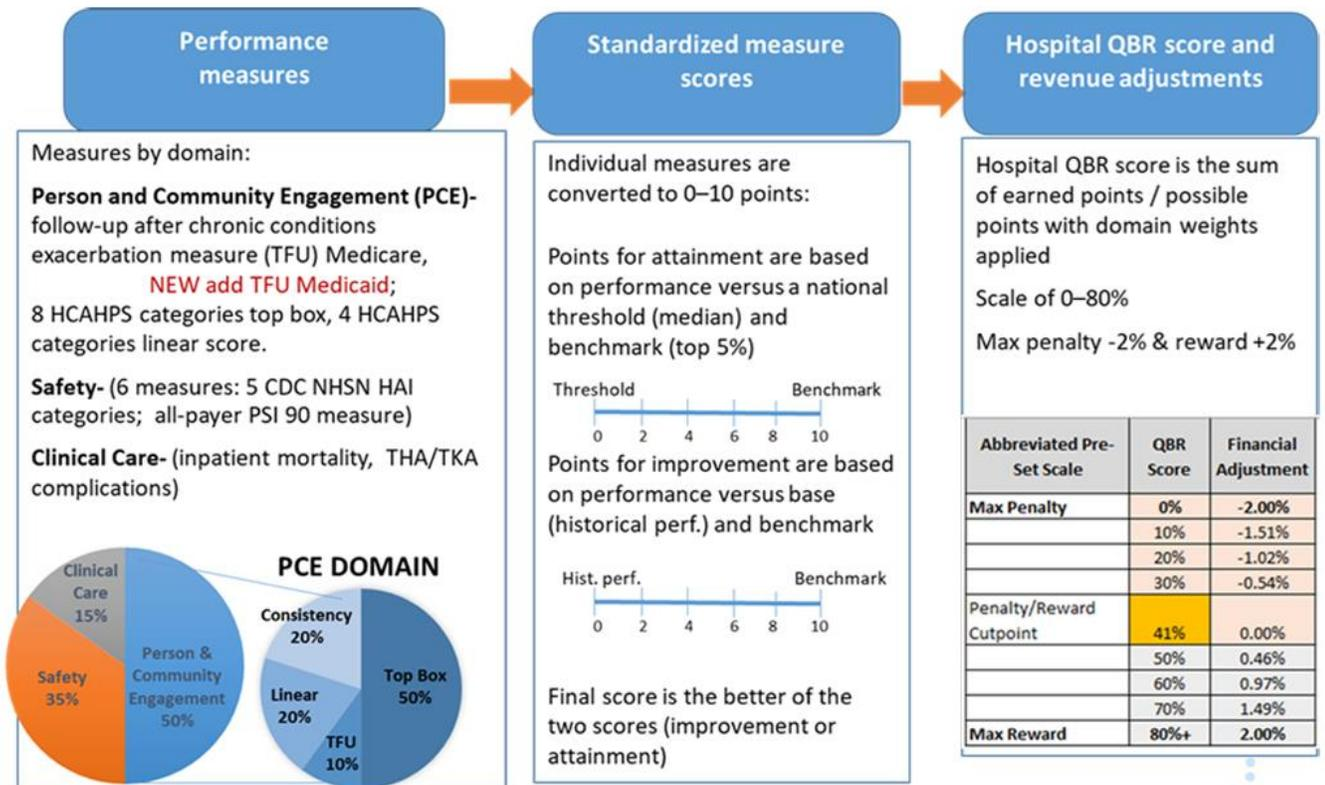 Performance
measures
Standardized measure
scores
Hospital QBR score and
revenue adjustments
Measures by domain:
Person and Community Engagement (PCE)-
follow-up after chronic conditions
exacerbation measure (TFU) Medicare,
NEW add TFU Medicaid;
8 HCAHPS categories top box, 4 HCAHPS
categories linear score.
Safety- (6 measures: 5 CDC NHSN HAI
categories; all-payer PSI 90 measure)
Clinical Care- (inpatient mortality, THA/TKA
complications)
Clinical
Care
15%
Safety
35%
Person &
Community
Engagement
50%
PCE DOMAIN
Consistency
20%
Linear
20%
TFU
10%
Top Box
50%
Individual measures are
converted to 0–10 points:
Points for attainment are based
on performance versus a national
threshold (median) and
benchmark (top 5%)
Threshold Benchmark
0 2 4 6 8 10
Points for improvement are based
on performance versus base
(historical perf.) and benchmark
Hist. perf. Benchmark
0 2 4 6 8 10
Final score is the better of the
two scores (improvement or
attainment)
Hospital QBR score is the sum
of earned points / possible
points with domain weights
applied
Scale of 0–80%
Max penalty -2% & reward +2%
Abbreviated Pre-
Set Scale
QBR
Score
Financial
Adjustment
Max Penalty 0% -2.00%
10% -1.51%
20% -1.02%
30% -0.54%
Penalty/Reward
Cutpoint 41% 0.00%
50% 0.46%
60% 0.97%
70% 1.49%
Max Reward 80%+ 2.00%